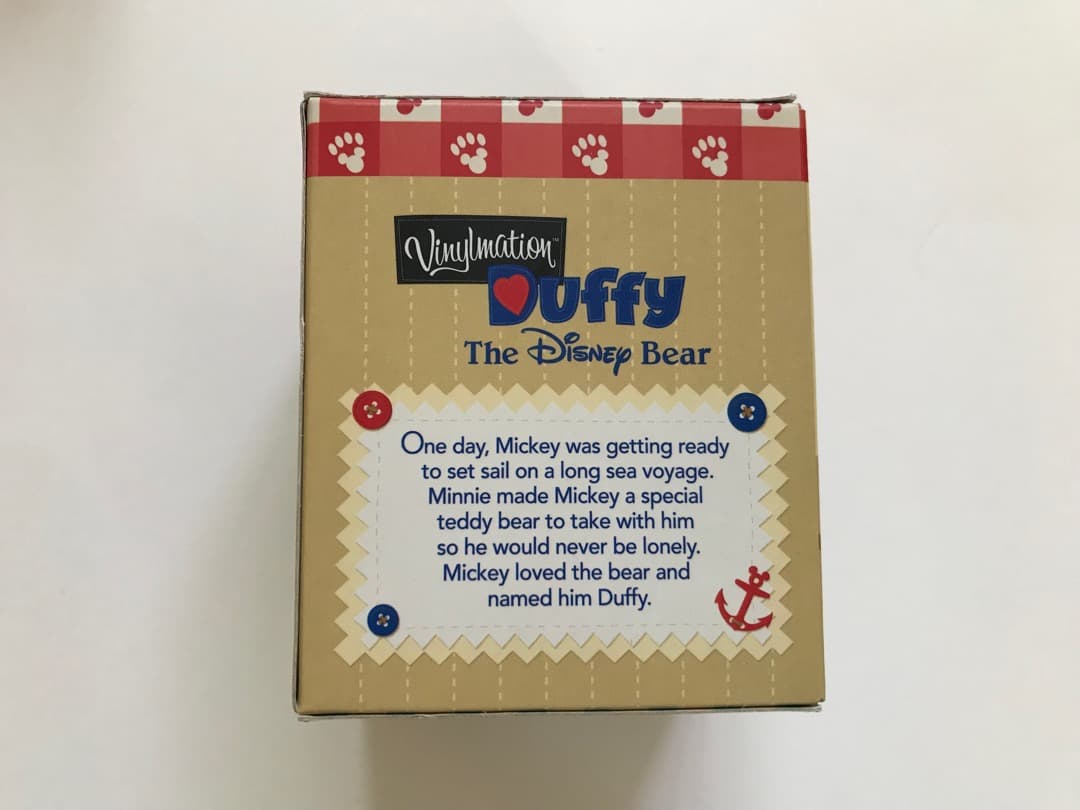 Vinylmation™
Duffy
The Disney Bear
One day, Mickey was getting ready
to set sail on a long sea voyage.
Minnie made Mickey a special
teddy bear to take with him
so he would never be lonely.
Mickey loved the bear and
named him Duffy.